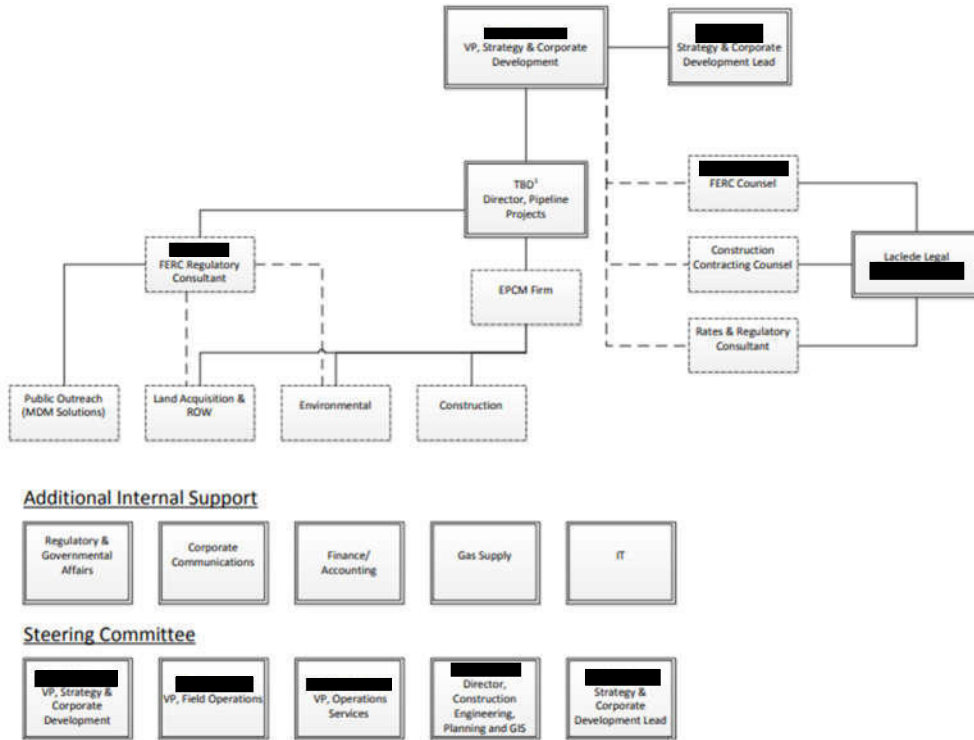 VP, Strategy & Corporate
Development
Strategy & Corporate
Development Lead
TBD¹
Director, Pipeline
Projects
FERC Counsel
FERC Regulatory
Consultant
Construction
Contracting Counsel
Laclede Legal
EPCM Firm
Rates & Regulatory
Consultant
Public Outreach
(MDM Solutions)
Land Acquisition &
ROW
Environmental
Construction
Additional Internal Support
Regulatory &
Governmental
Affairs
Corporate
Communications
Finance/
Accounting
Gas Supply
IT
Steering Committee
VP, Strategy &
Corporate
Development
VP, Field Operations
VP, Operations
Services
Director,
Construction
Engineering,
Planning and GIS
Strategy &
Corporate
Development Lead